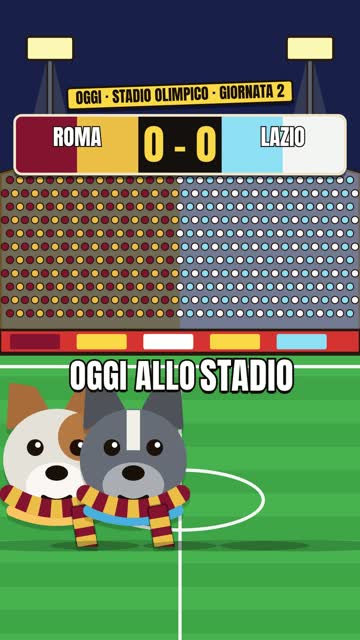 OGGI · STADIO OLIMPICO · GIORNATA 2
ROMA 0 - 0 LAZIO
OGGI ALLO STADIO